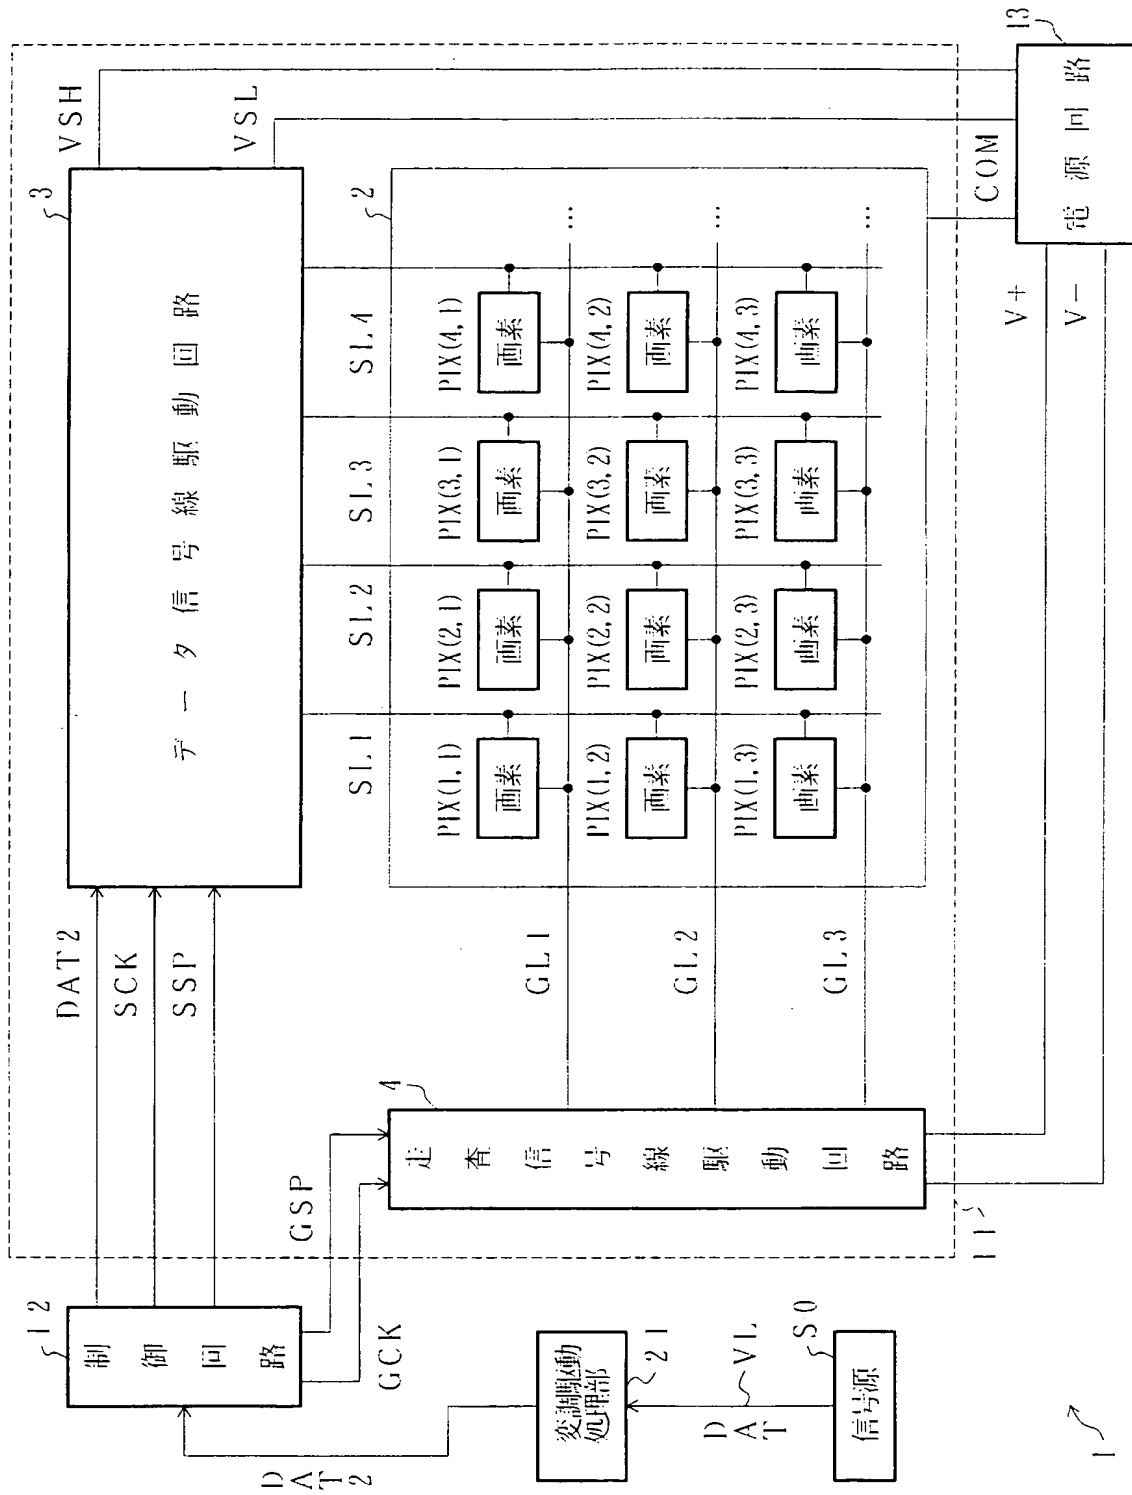 12
制御回路
DAT2
SCK
SSP
3
データ信号線駆動回路
VSH
VSL
GSP
GCK
DAT2
SL1
SL2
SL3
SL4
2
4
走査信号線駆動回路
GL1
PIX(1,1)
画素
PIX(2,1)
画素
PIX(3,1)
画素
PIX(4,1)
画素
…
GL2
PIX(1,2)
画素
PIX(2,2)
画素
PIX(3,2)
画素
PIX(4,2)
画素
…
GL3
PIX(1,3)
画素
PIX(2,3)
画素
PIX(3,3)
画素
PIX(4,3)
画素
…
変調駆動
処理部
21
DAT
VL
S0
信号源
11
COM
13
電源回路
V+
V-
1